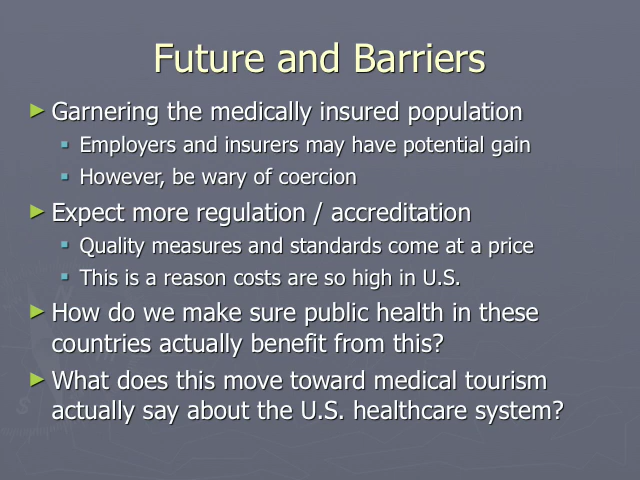 Future and Barriers
► Garnering the medically insured population
▪ Employers and insurers may have potential gain
▪ However, be wary of coercion
► Expect more regulation / accreditation
▪ Quality measures and standards come at a price
▪ This is a reason costs are so high in U.S.
► How do we make sure public health in these
countries actually benefit from this?
► What does this move toward medical tourism
actually say about the U.S. healthcare system?